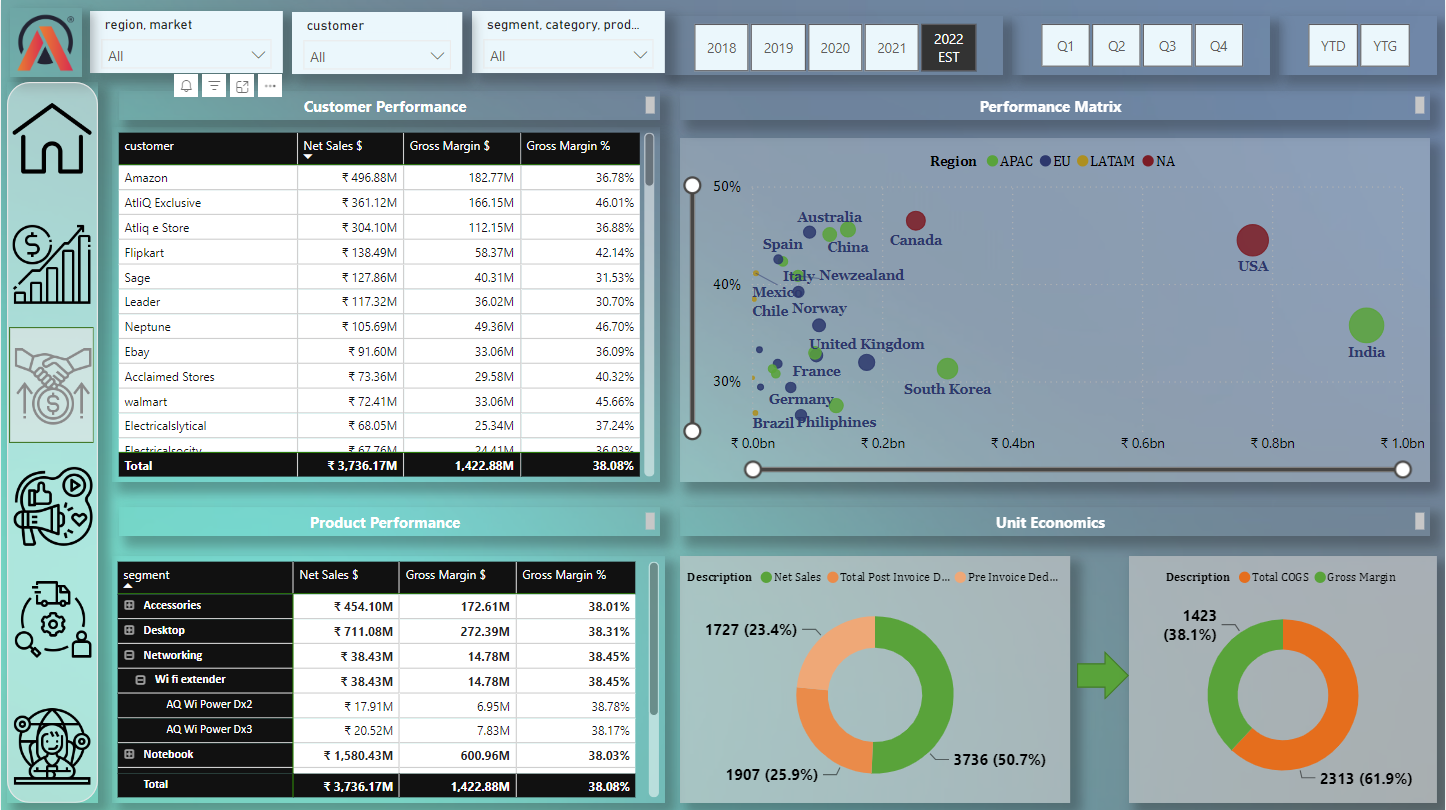 region, market
All
customer
All
segment, category, prod...
All
2018
2019
2020
2021
2022
EST
Q1
Q2
Q3
Q4
YTD
YTG
Customer Performance
customer Net Sales $ Gross Margin $ Gross Margin %
Amazon ₹ 496.88M 182.77M 36.78%
AtliQ Exclusive ₹ 361.12M 166.15M 46.01%
Atliq e Store ₹ 304.10M 112.15M 36.88%
Flipkart ₹ 138.49M 58.37M 42.14%
Sage ₹ 127.86M 40.31M 31.53%
Leader ₹ 117.32M 36.02M 30.70%
Neptune ₹ 105.69M 49.36M 46.70%
Ebay ₹ 91.60M 33.06M 36.09%
Acclaimed Stores ₹ 73.36M 29.58M 40.32%
walmart ₹ 72.41M 33.06M 45.66%
Electricalslytical ₹ 68.05M 25.34M 37.24%
Electricalsocity ₹ 67.76M 24.41M 36.03%
Total ₹ 3,736.17M 1,422.88M 38.08%
Performance Matrix
Region APAC EU LATAM NA
50%
40%
30%
Australia
Spain
China
Canada
USA
Italy
Newzealand
Mexico
Chile
Norway
United Kingdom
India
France
South Korea
Germany
Brazil
Philiphines
₹ 0.0bn
₹ 0.2bn
₹ 0.4bn
₹ 0.6bn
₹ 0.8bn
₹ 1.0bn
Product Performance
segment Net Sales $ Gross Margin $ Gross Margin %
Accessories ₹ 454.10M 172.61M 38.01%
Desktop ₹ 711.08M 272.39M 38.31%
Networking ₹ 38.43M 14.78M 38.45%
Wi fi extender ₹ 38.43M 14.78M 38.45%
AQ Wi Power Dx2 ₹ 17.91M 6.95M 38.78%
AQ Wi Power Dx3 ₹ 20.52M 7.83M 38.17%
Notebook ₹ 1,580.43M 600.96M 38.03%
Total ₹ 3,736.17M 1,422.88M 38.08%
Unit Economics
Description Net Sales Total Post Invoice D... Pre Invoice Ded...
1727 (23.4%)
3736 (50.7%)
1907 (25.9%)
Description Total COGS Gross Margin
1423
(38.1%)
2313 (61.9%)